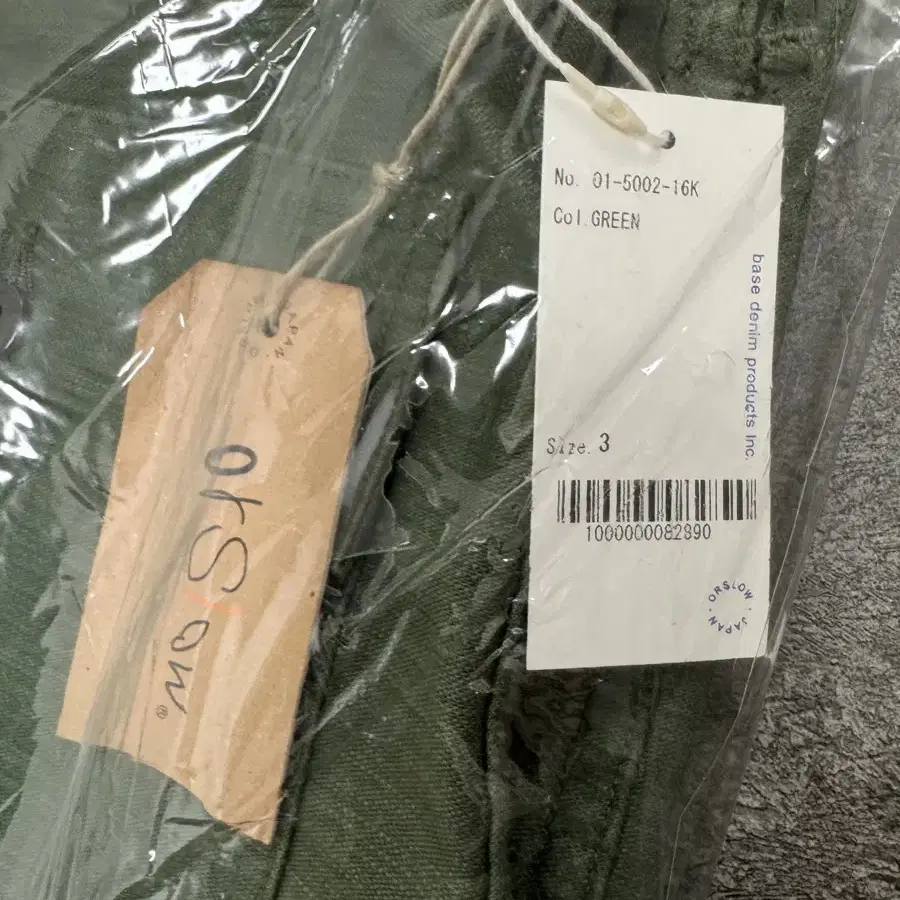 orSlow®
No. 01-5002-16K
Col.GREEN
base denim products Inc.
Size. 3
1000000082890
ORSLOW · JAPAN ·